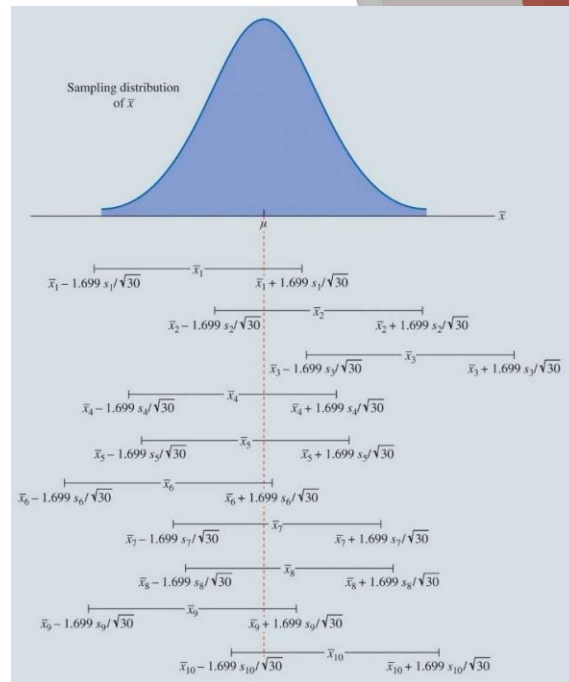 Sampling distribution
of x̄
x̄
μ
x̄₁
x̄₁ – 1.699 s₁/√30 x̄₁ + 1.699 s₁/√30
x̄₂
x̄₂ – 1.699 s₂/√30 x̄₂ + 1.699 s₂/√30
x̄₃
x̄₃ – 1.699 s₃/√30 x̄₃ + 1.699 s₃/√30
x̄₄
x̄₄ – 1.699 s₄/√30 x̄₄ + 1.699 s₄/√30
x̄₅
x̄₅ – 1.699 s₅/√30 x̄₅ + 1.699 s₅/√30
x̄₆
x̄₆ – 1.699 s₆/√30 x̄₆ + 1.699 s₆/√30
x̄₇
x̄₇ – 1.699 s₇/√30 x̄₇ + 1.699 s₇/√30
x̄₈
x̄₈ – 1.699 s₈/√30 x̄₈ + 1.699 s₈/√30
x̄₉
x̄₉ – 1.699 s₉/√30 x̄₉ + 1.699 s₉/√30
x̄₁₀
x̄₁₀ – 1.699 s₁₀/√30 x̄₁₀ + 1.699 s₁₀/√30